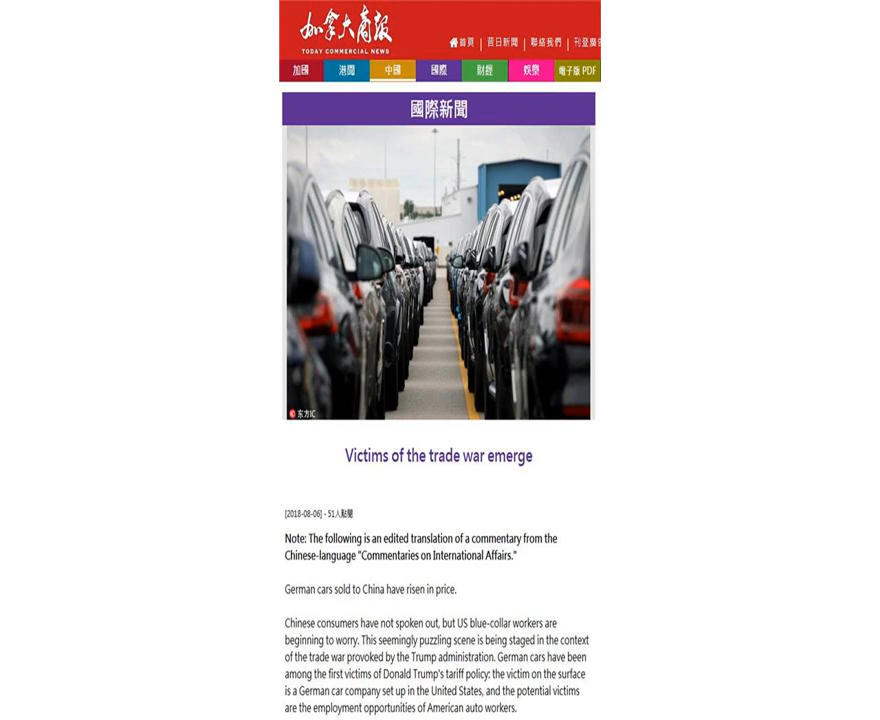 加拿大商報
TODAY COMMERCIAL NEWS
首頁 | 昔日新聞 | 聯絡我們 | 刊登廣告
加國 港聞 中國 國際 財經 娛樂 電子版 PDF
國際新聞
东方IC
Victims of the trade war emerge
[2018-08-06] - 51人點閱
Note: The following is an edited translation of a commentary from the
Chinese-language "Commentaries on International Affairs."
German cars sold to China have risen in price.
Chinese consumers have not spoken out, but US blue-collar workers are
beginning to worry. This seemingly puzzling scene is being staged in the context
of the trade war provoked by the Trump administration. German cars have been
among the first victims of Donald Trump's tariff policy: the victim on the surface
is a German car company set up in the United States, and the potential victims
are the employment opportunities of American auto workers.